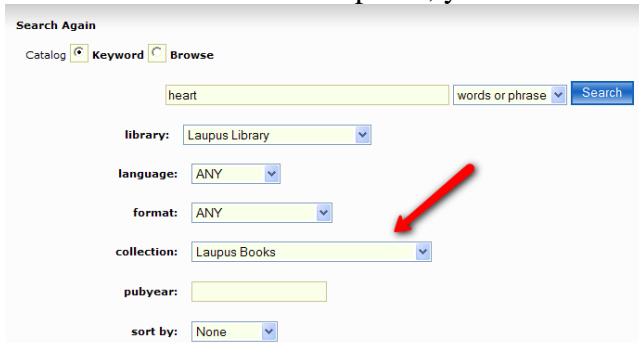 Search Again
Catalog Keyword Browse
heart words or phrase Search
library: Laupus Library
language: ANY
format: ANY
collection: Laupus Books
pubyear:
sort by: None